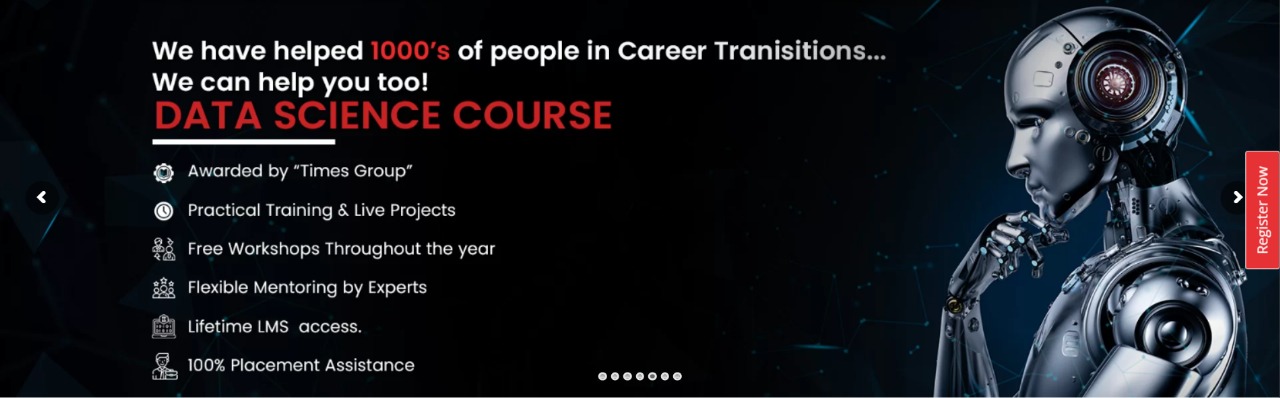 We have helped 1000’s of people in Career Tranisitions...
We can help you too!
DATA SCIENCE COURSE
Awarded by “Times Group”
Practical Training & Live Projects
Free Workshops Throughout the year
Flexible Mentoring by Experts
Lifetime LMS access.
100% Placement Assistance
Register Now